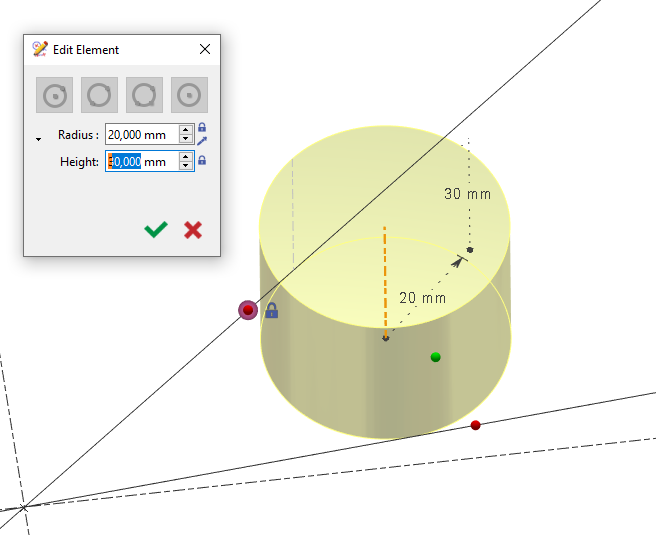 Edit Element
Radius : 20,000 mm
Height: 30,000 mm
30 mm
20 mm